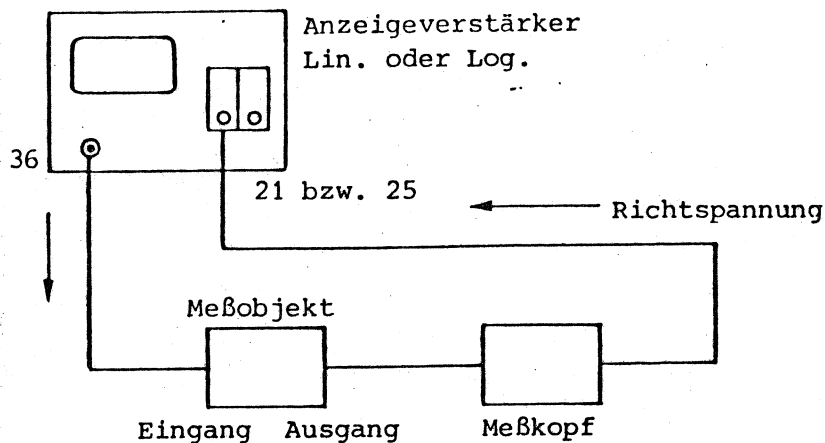 Anzeigeverstärker
Lin. oder Log.
36
21 bzw. 25
Richtspannung
Meßobjekt
Eingang Ausgang Meßkopf